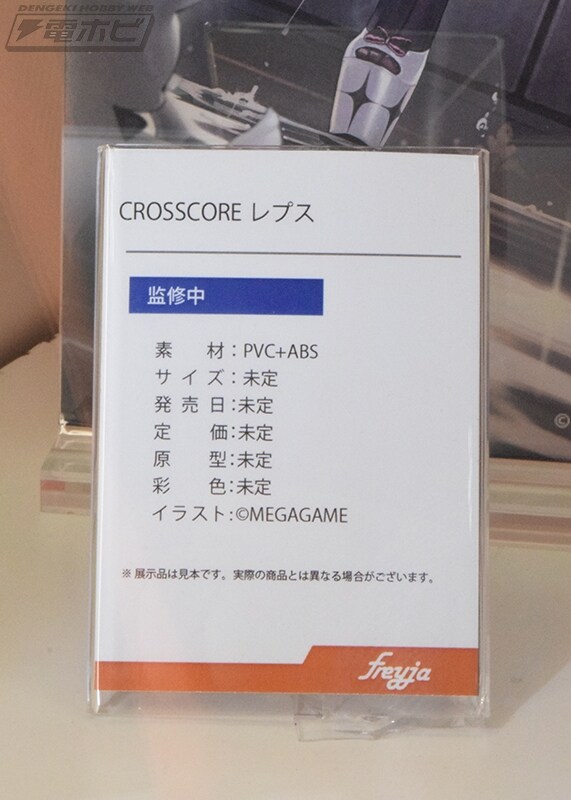 DENGEKI HOBBY WEB
電ホビ
CROSSCORE レプス
監修中
素　材：PVC+ABS
サイズ：未定
発売日：未定
定　価：未定
原　型：未定
彩　色：未定
イラスト：©MEGAGAME
※展示品は見本です。実際の商品とは異なる場合がございます。
freyja
©